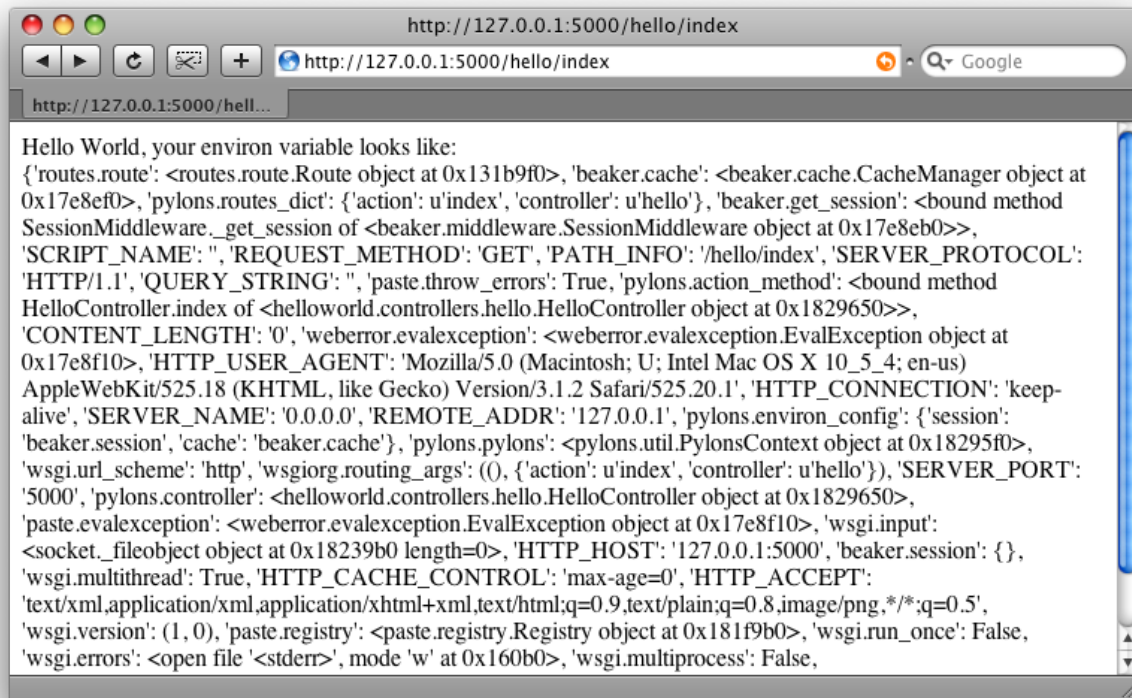 http://127.0.0.1:5000/hello/index
http://127.0.0.1:5000/hello/index
Google
http://127.0.0.1:5000/hell...
Hello World, your environ variable looks like:
{'routes.route': <routes.route.Route object at 0x131b9f0>, 'beaker.cache': <beaker.cache.CacheManager object at
0x17e8ef0>, 'pylons.routes_dict': {'action': u'index', 'controller': u'hello'}, 'beaker.get_session': <bound method
SessionMiddleware._get_session of <beaker.middleware.SessionMiddleware object at 0x17e8eb0>>,
'SCRIPT_NAME': '', 'REQUEST_METHOD': 'GET', 'PATH_INFO': '/hello/index', 'SERVER_PROTOCOL':
'HTTP/1.1', 'QUERY_STRING': '', 'paste.throw_errors': True, 'pylons.action_method': <bound method
HelloController.index of <helloworld.controllers.hello.HelloController object at 0x1829650>>,
'CONTENT_LENGTH': '0', 'weberror.evalexception': <weberror.evalexception.EvalException object at
0x17e8f10>, 'HTTP_USER_AGENT': 'Mozilla/5.0 (Macintosh; U; Intel Mac OS X 10_5_4; en-us)
AppleWebKit/525.18 (KHTML, like Gecko) Version/3.1.2 Safari/525.20.1', 'HTTP_CONNECTION': 'keep-
alive', 'SERVER_NAME': '0.0.0.0', 'REMOTE_ADDR': '127.0.0.1', 'pylons.environ_config': {'session':
'beaker.session', 'cache': 'beaker.cache'}, 'pylons.pylons': <pylons.util.PylonsContext object at 0x18295f0>,
'wsgi.url_scheme': 'http', 'wsgiorg.routing_args': ((), {'action': u'index', 'controller': u'hello'}), 'SERVER_PORT':
'5000', 'pylons.controller': <helloworld.controllers.hello.HelloController object at 0x1829650>,
'paste.evalexception': <weberror.evalexception.EvalException object at 0x17e8f10>, 'wsgi.input':
<socket._fileobject object at 0x18239b0 length=0>, 'HTTP_HOST': '127.0.0.1:5000', 'beaker.session': {},
'wsgi.multithread': True, 'HTTP_CACHE_CONTROL': 'max-age=0', 'HTTP_ACCEPT':
'text/xml,application/xml,application/xhtml+xml,text/html;q=0.9,text/plain;q=0.8,image/png,*/*;q=0.5',
'wsgi.version': (1, 0), 'paste.registry': <paste.registry.Registry object at 0x181f9b0>, 'wsgi.run_once': False,
'wsgi.errors': <open file '<stderr>', mode 'w' at 0x160b0>, 'wsgi.multiprocess': False,